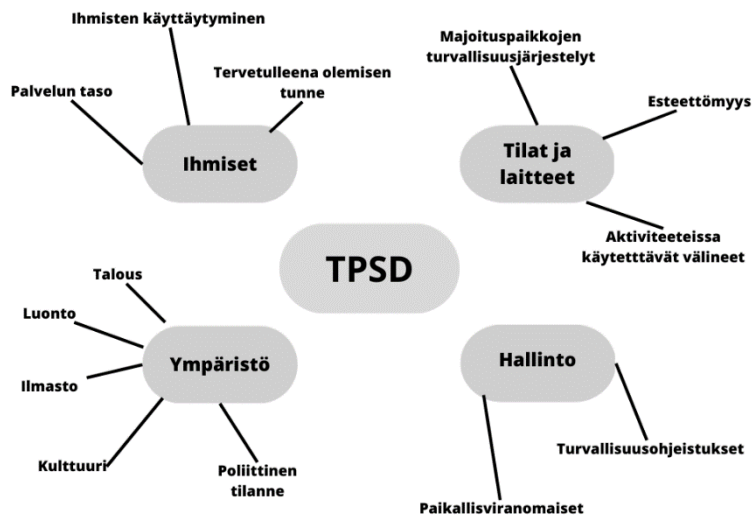 Ihmisten käyttäytyminen
Palvelun taso
Tervetulleena olemisen
tunne
Ihmiset
Majoituspaikkojen
turvallisuusjärjestelyt
Esteettömyys
Tilat ja
laitteet
Aktiviteeteissa
käytetttävät välineet
TPSD
Talous
Luonto
Ilmasto
Kulttuuri
Poliittinen
tilanne
Ympäristö
Hallinto
Turvallisuusohjeistukset
Paikallisviranomaiset